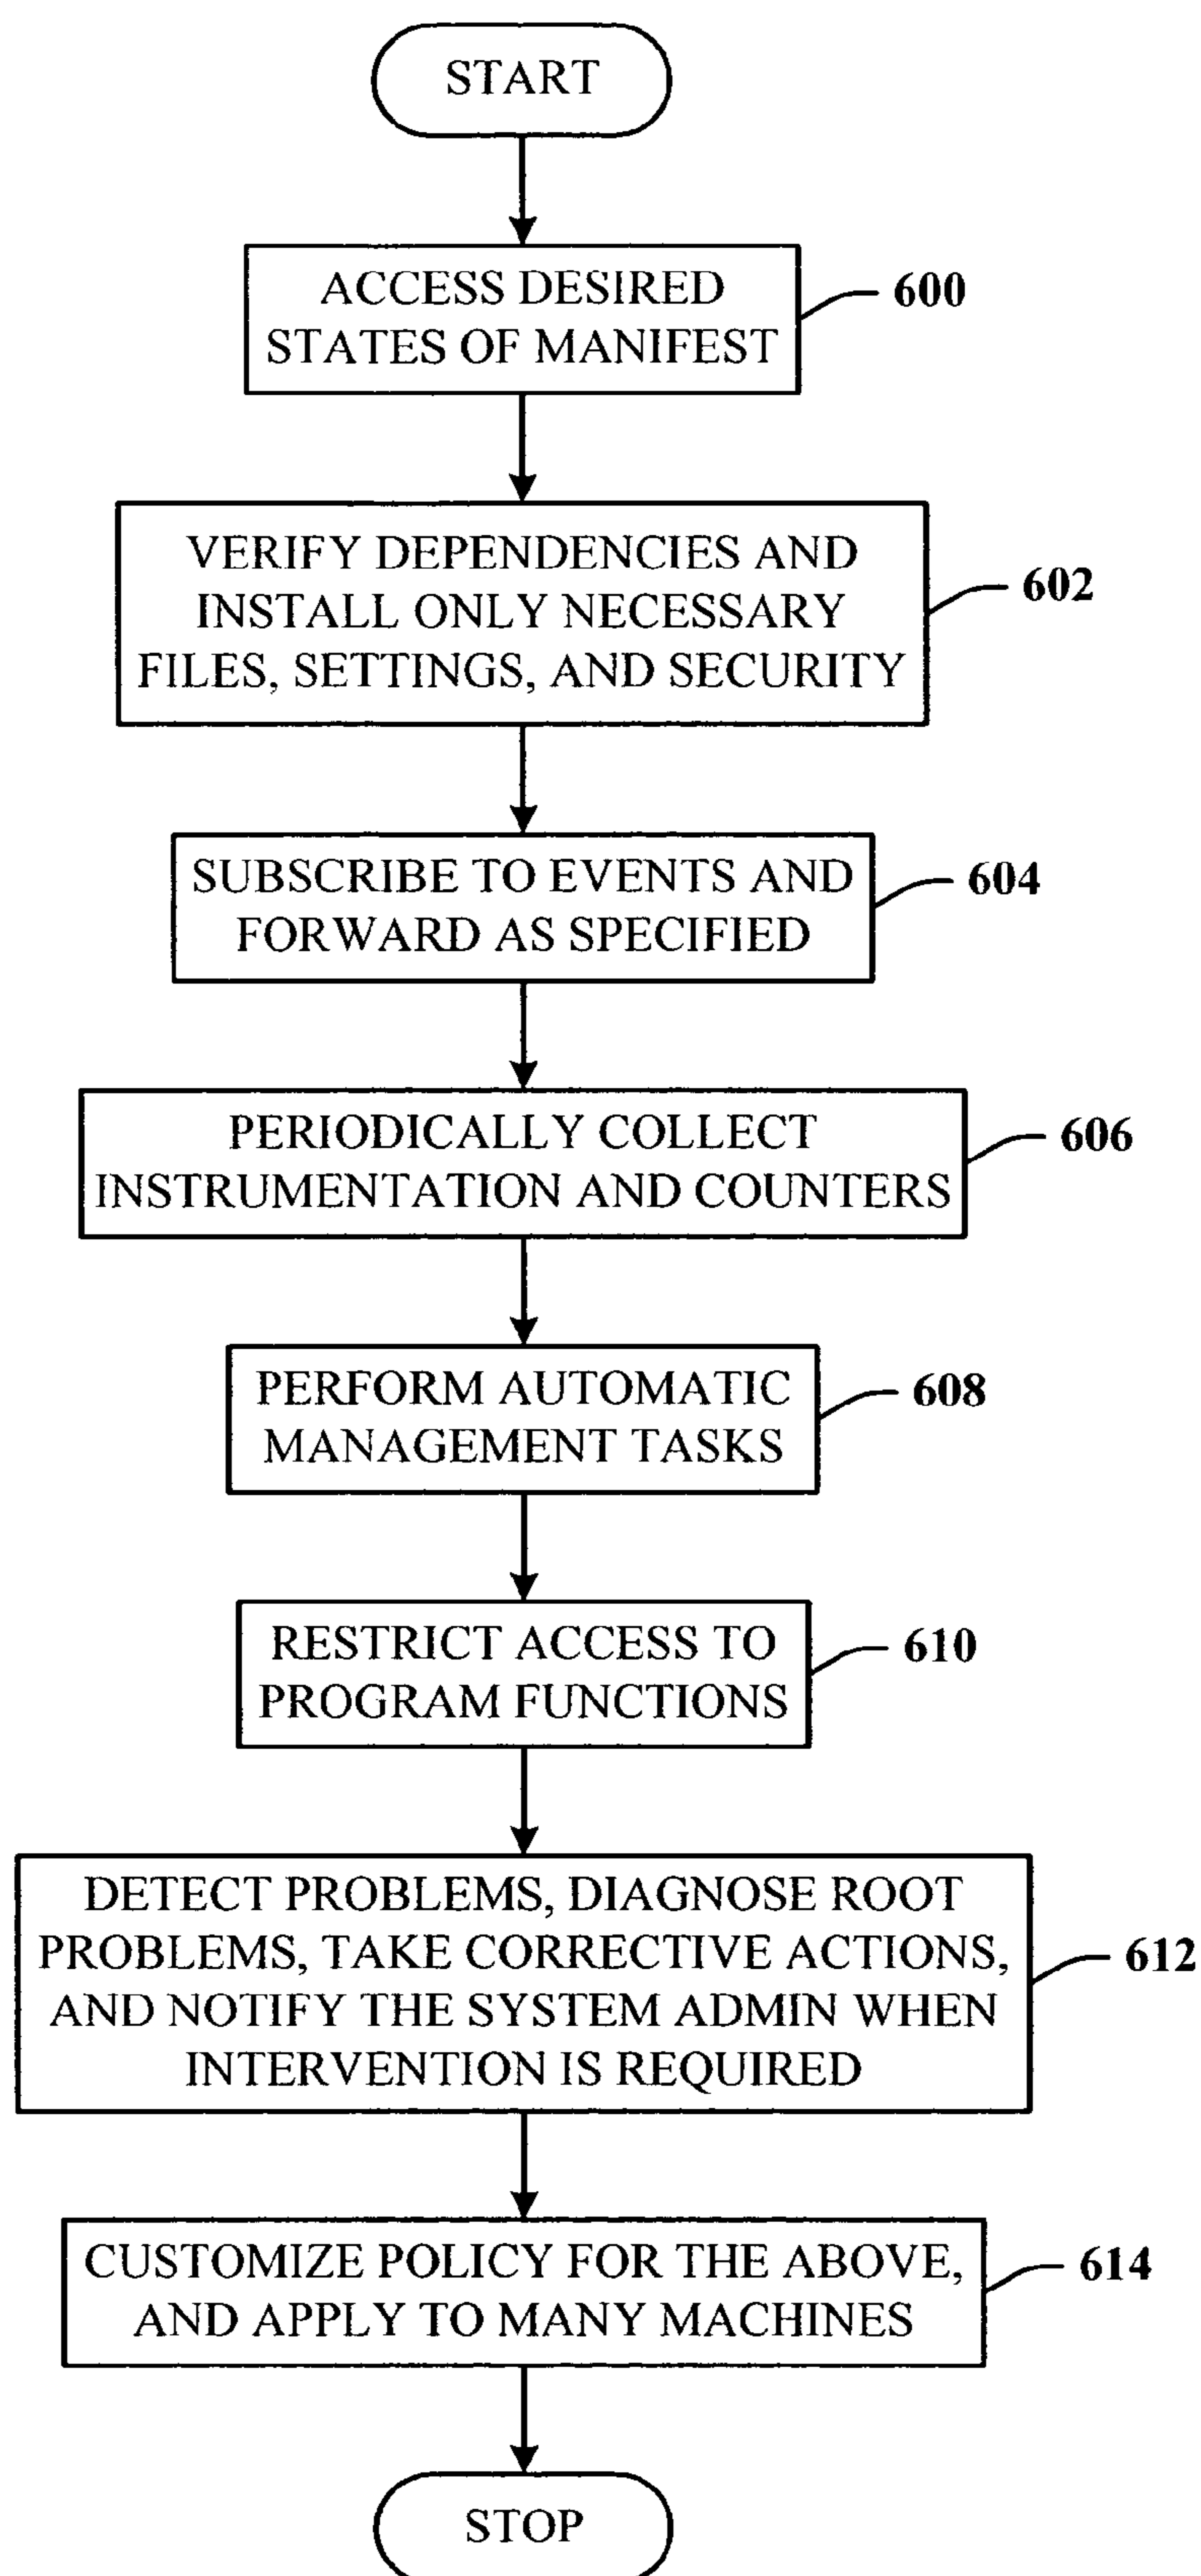 START
ACCESS DESIRED
STATES OF MANIFEST
600
VERIFY DEPENDENCIES AND
INSTALL ONLY NECESSARY
FILES, SETTINGS, AND SECURITY
602
SUBSCRIBE TO EVENTS AND
FORWARD AS SPECIFIED
604
PERIODICALLY COLLECT
INSTRUMENTATION AND COUNTERS
606
PERFORM AUTOMATIC
MANAGEMENT TASKS
608
RESTRICT ACCESS TO
PROGRAM FUNCTIONS
610
DETECT PROBLEMS, DIAGNOSE ROOT
PROBLEMS, TAKE CORRECTIVE ACTIONS,
AND NOTIFY THE SYSTEM ADMIN WHEN
INTERVENTION IS REQUIRED
612
CUSTOMIZE POLICY FOR THE ABOVE,
AND APPLY TO MANY MACHINES
614
STOP